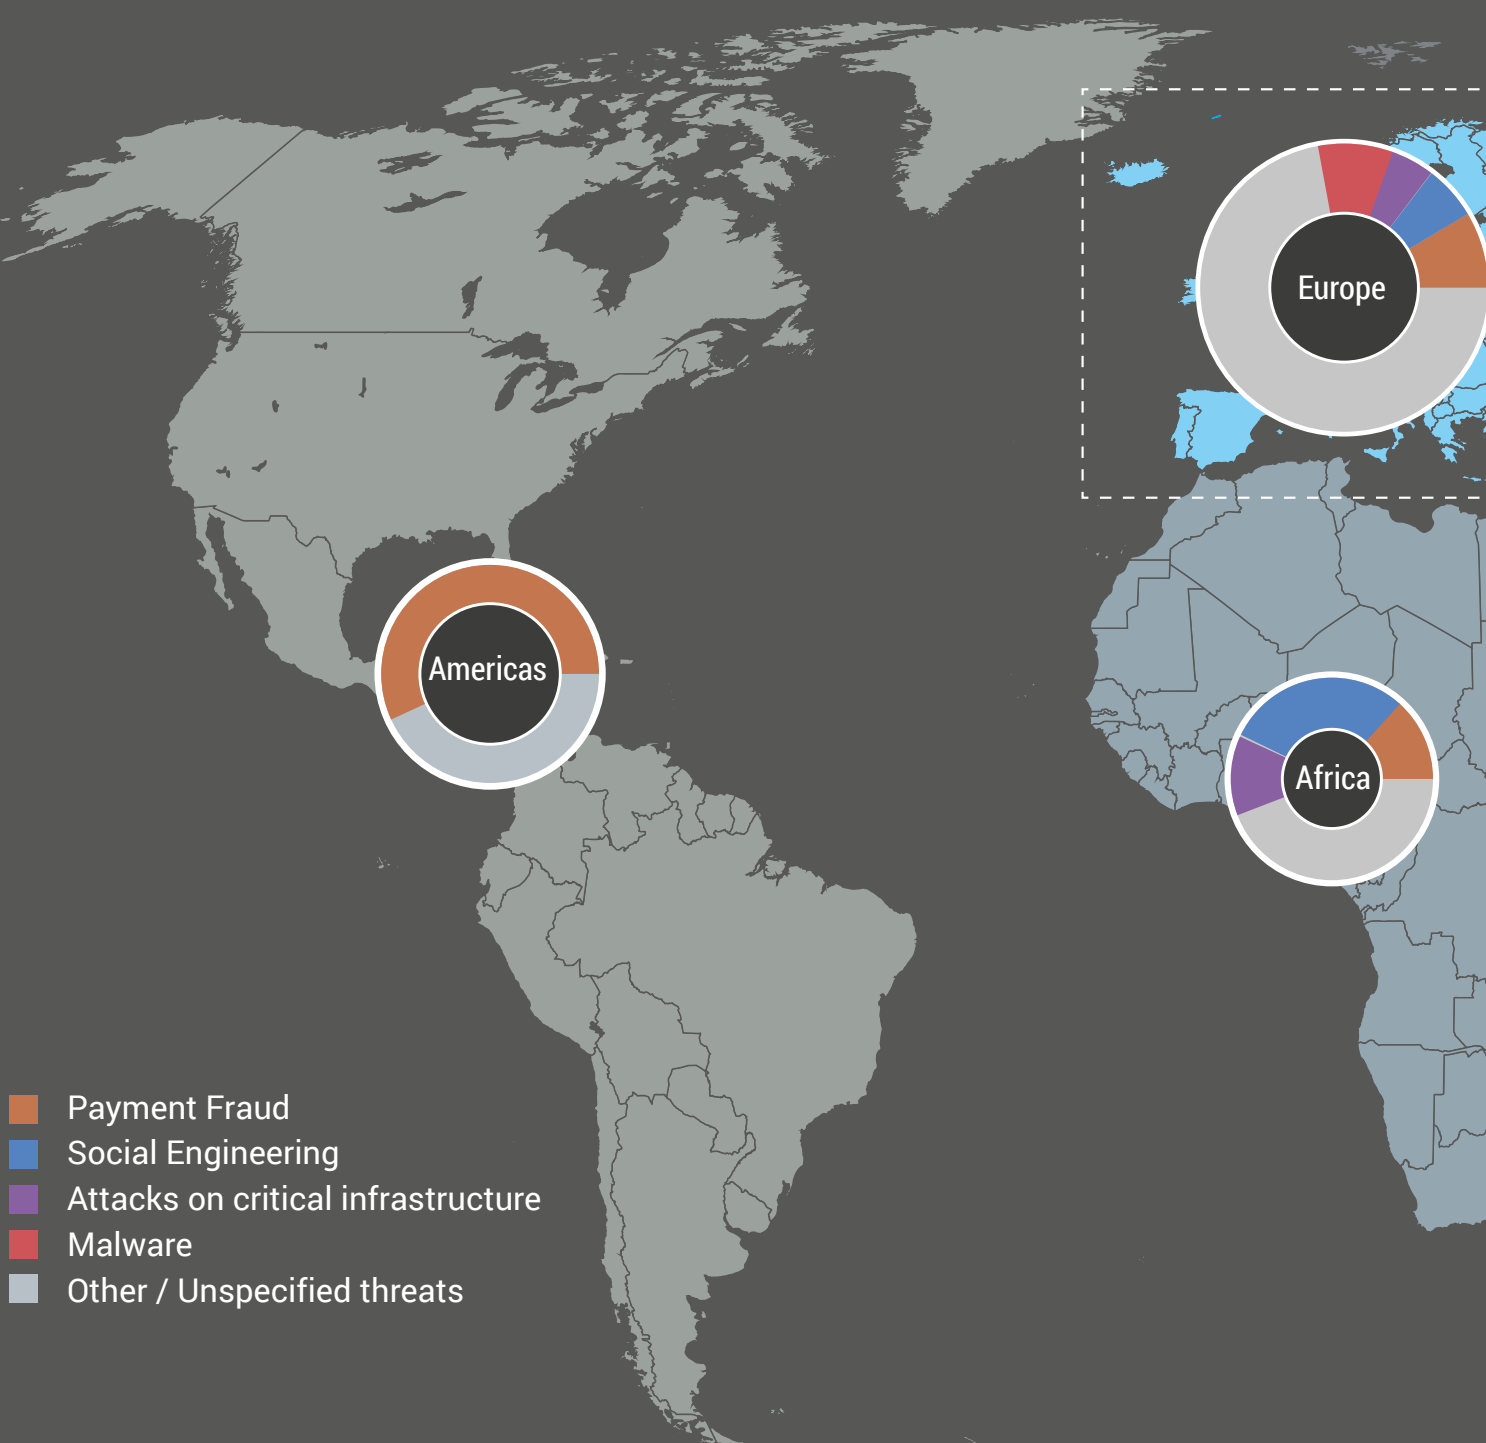 Europe
Americas
Africa
Payment Fraud
Social Engineering
Attacks on critical infrastructure
Malware
Other / Unspecified threats